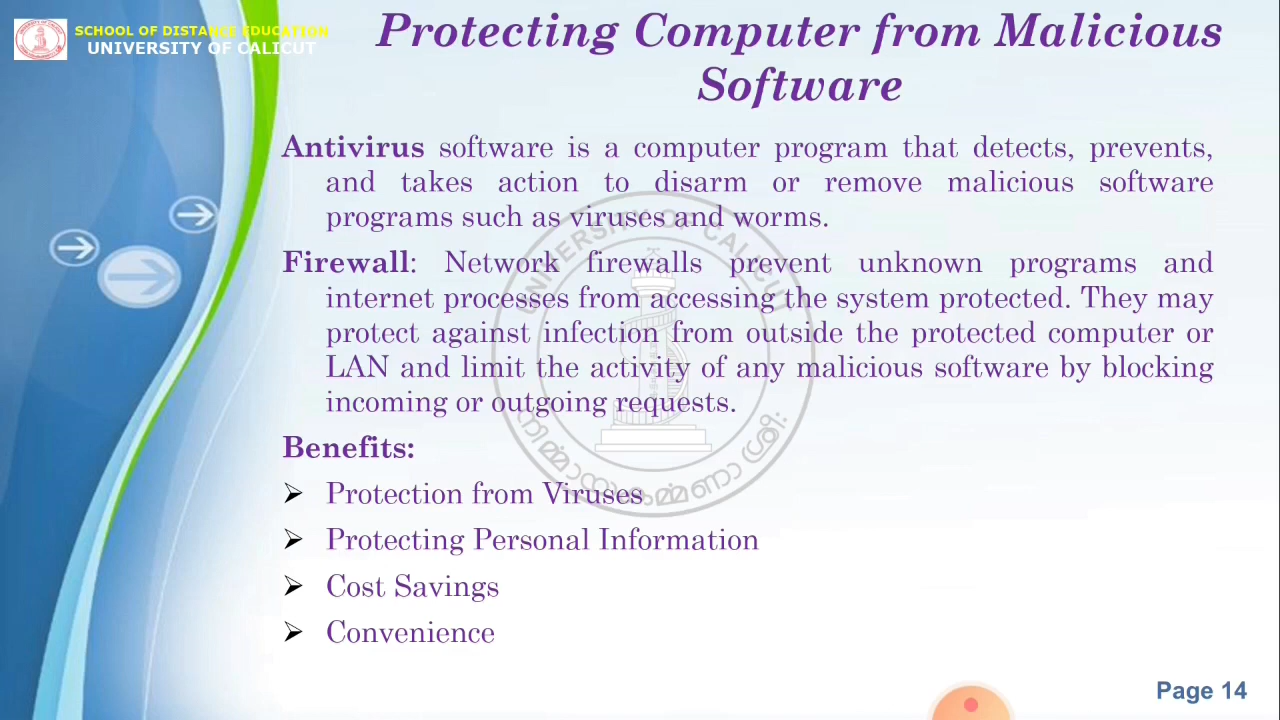 SCHOOL OF DISTANCE EDUCATION
UNIVERSITY OF CALICUT
Protecting Computer from Malicious
Software
Antivirus software is a computer program that detects, prevents,
and takes action to disarm or remove malicious software
programs such as viruses and worms.
Firewall: Network firewalls prevent unknown programs and
internet processes from accessing the system protected. They may
protect against infection from outside the protected computer or
LAN and limit the activity of any malicious software by blocking
incoming or outgoing requests.
Benefits:
➢ Protection from Viruses
➢ Protecting Personal Information
➢ Cost Savings
➢ Convenience
UNIVERSITY OF CALICUT
Page 14